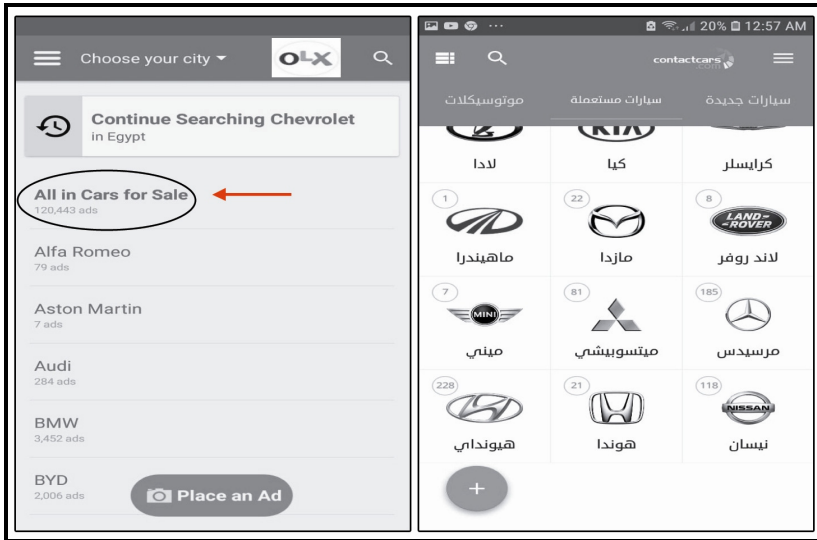 Choose your city
OLX
Continue Searching Chevrolet
in Egypt
All in Cars for Sale
120,443 ads
Alfa Romeo
79 ads
Aston Martin
7 ads
Audi
284 ads
BMW
3,452 ads
BYD
2,006 ads
Place an Ad
20% 12:57 AM
contactcars
.com
سيارات جديدة
سيارات مستعملة
موتوسيكلات
KIA
كرايسلر
كيا
لادا
8
LAND-
-ROVER
22
1
لاند روفر
مازدا
ماهيندرا
185
81
7
MINI
مرسيدس
ميتسوبيشي
ميني
118
NISSAN
21
228
نيسان
هوندا
هيونداي